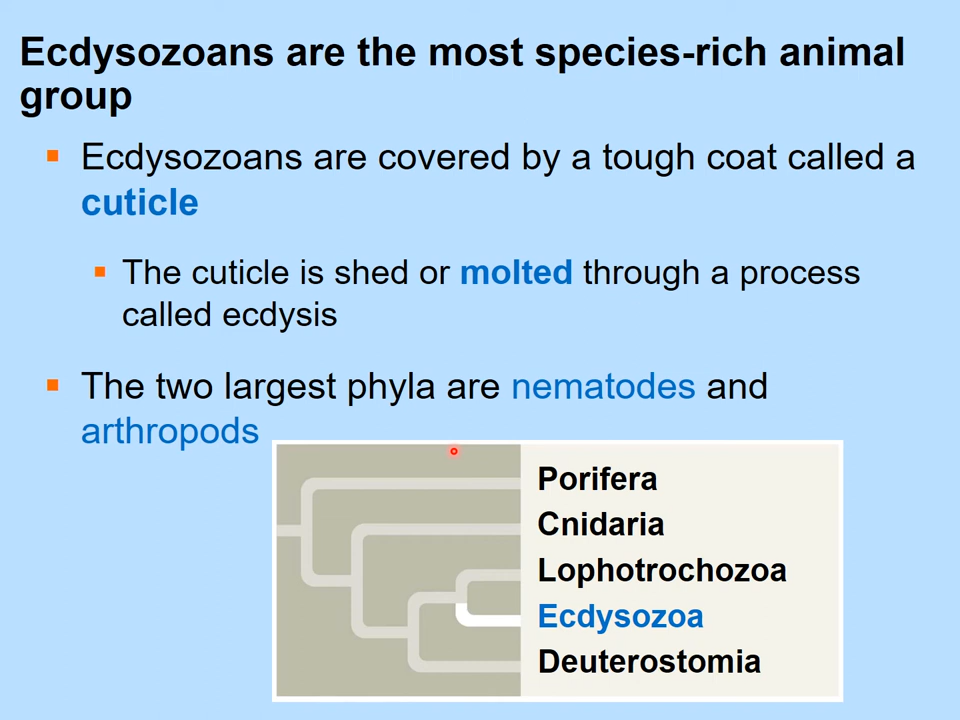 Ecdysozoans are the most species-rich animal
group
Ecdysozoans are covered by a tough coat called a
cuticle
The cuticle is shed or molted through a process
called ecdysis
The two largest phyla are nematodes and
arthropods
Porifera
Cnidaria
Lophotrochozoa
Ecdysozoa
Deuterostomia